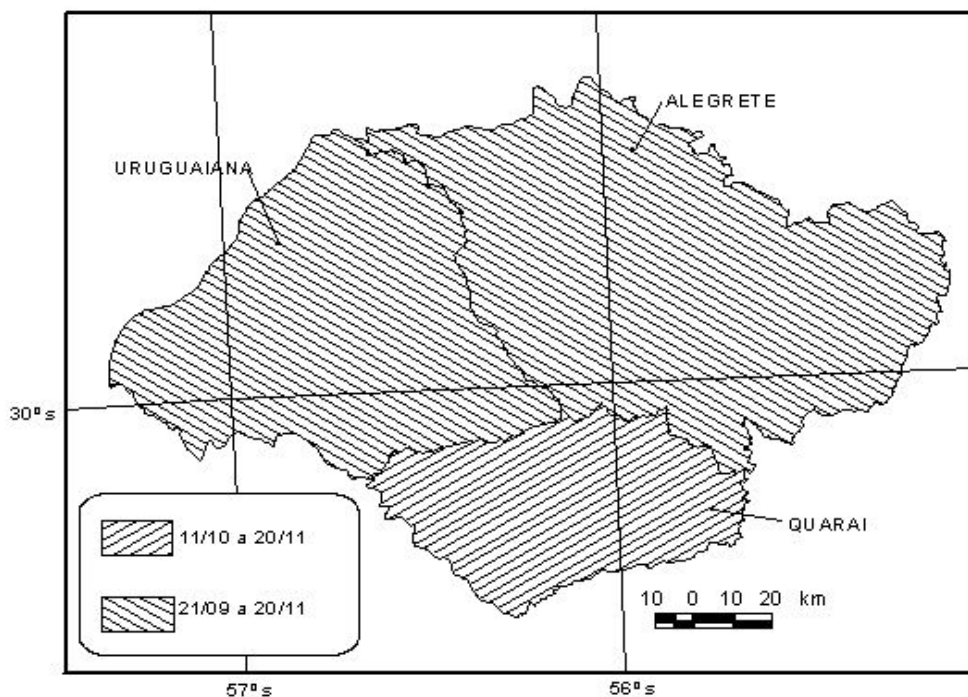 ALEGRETE
URUGUAIANA
30º s
QUARAI
11/10 a 20/11
21/09 a 20/11
10 0 10 20 km
57º s
56º s